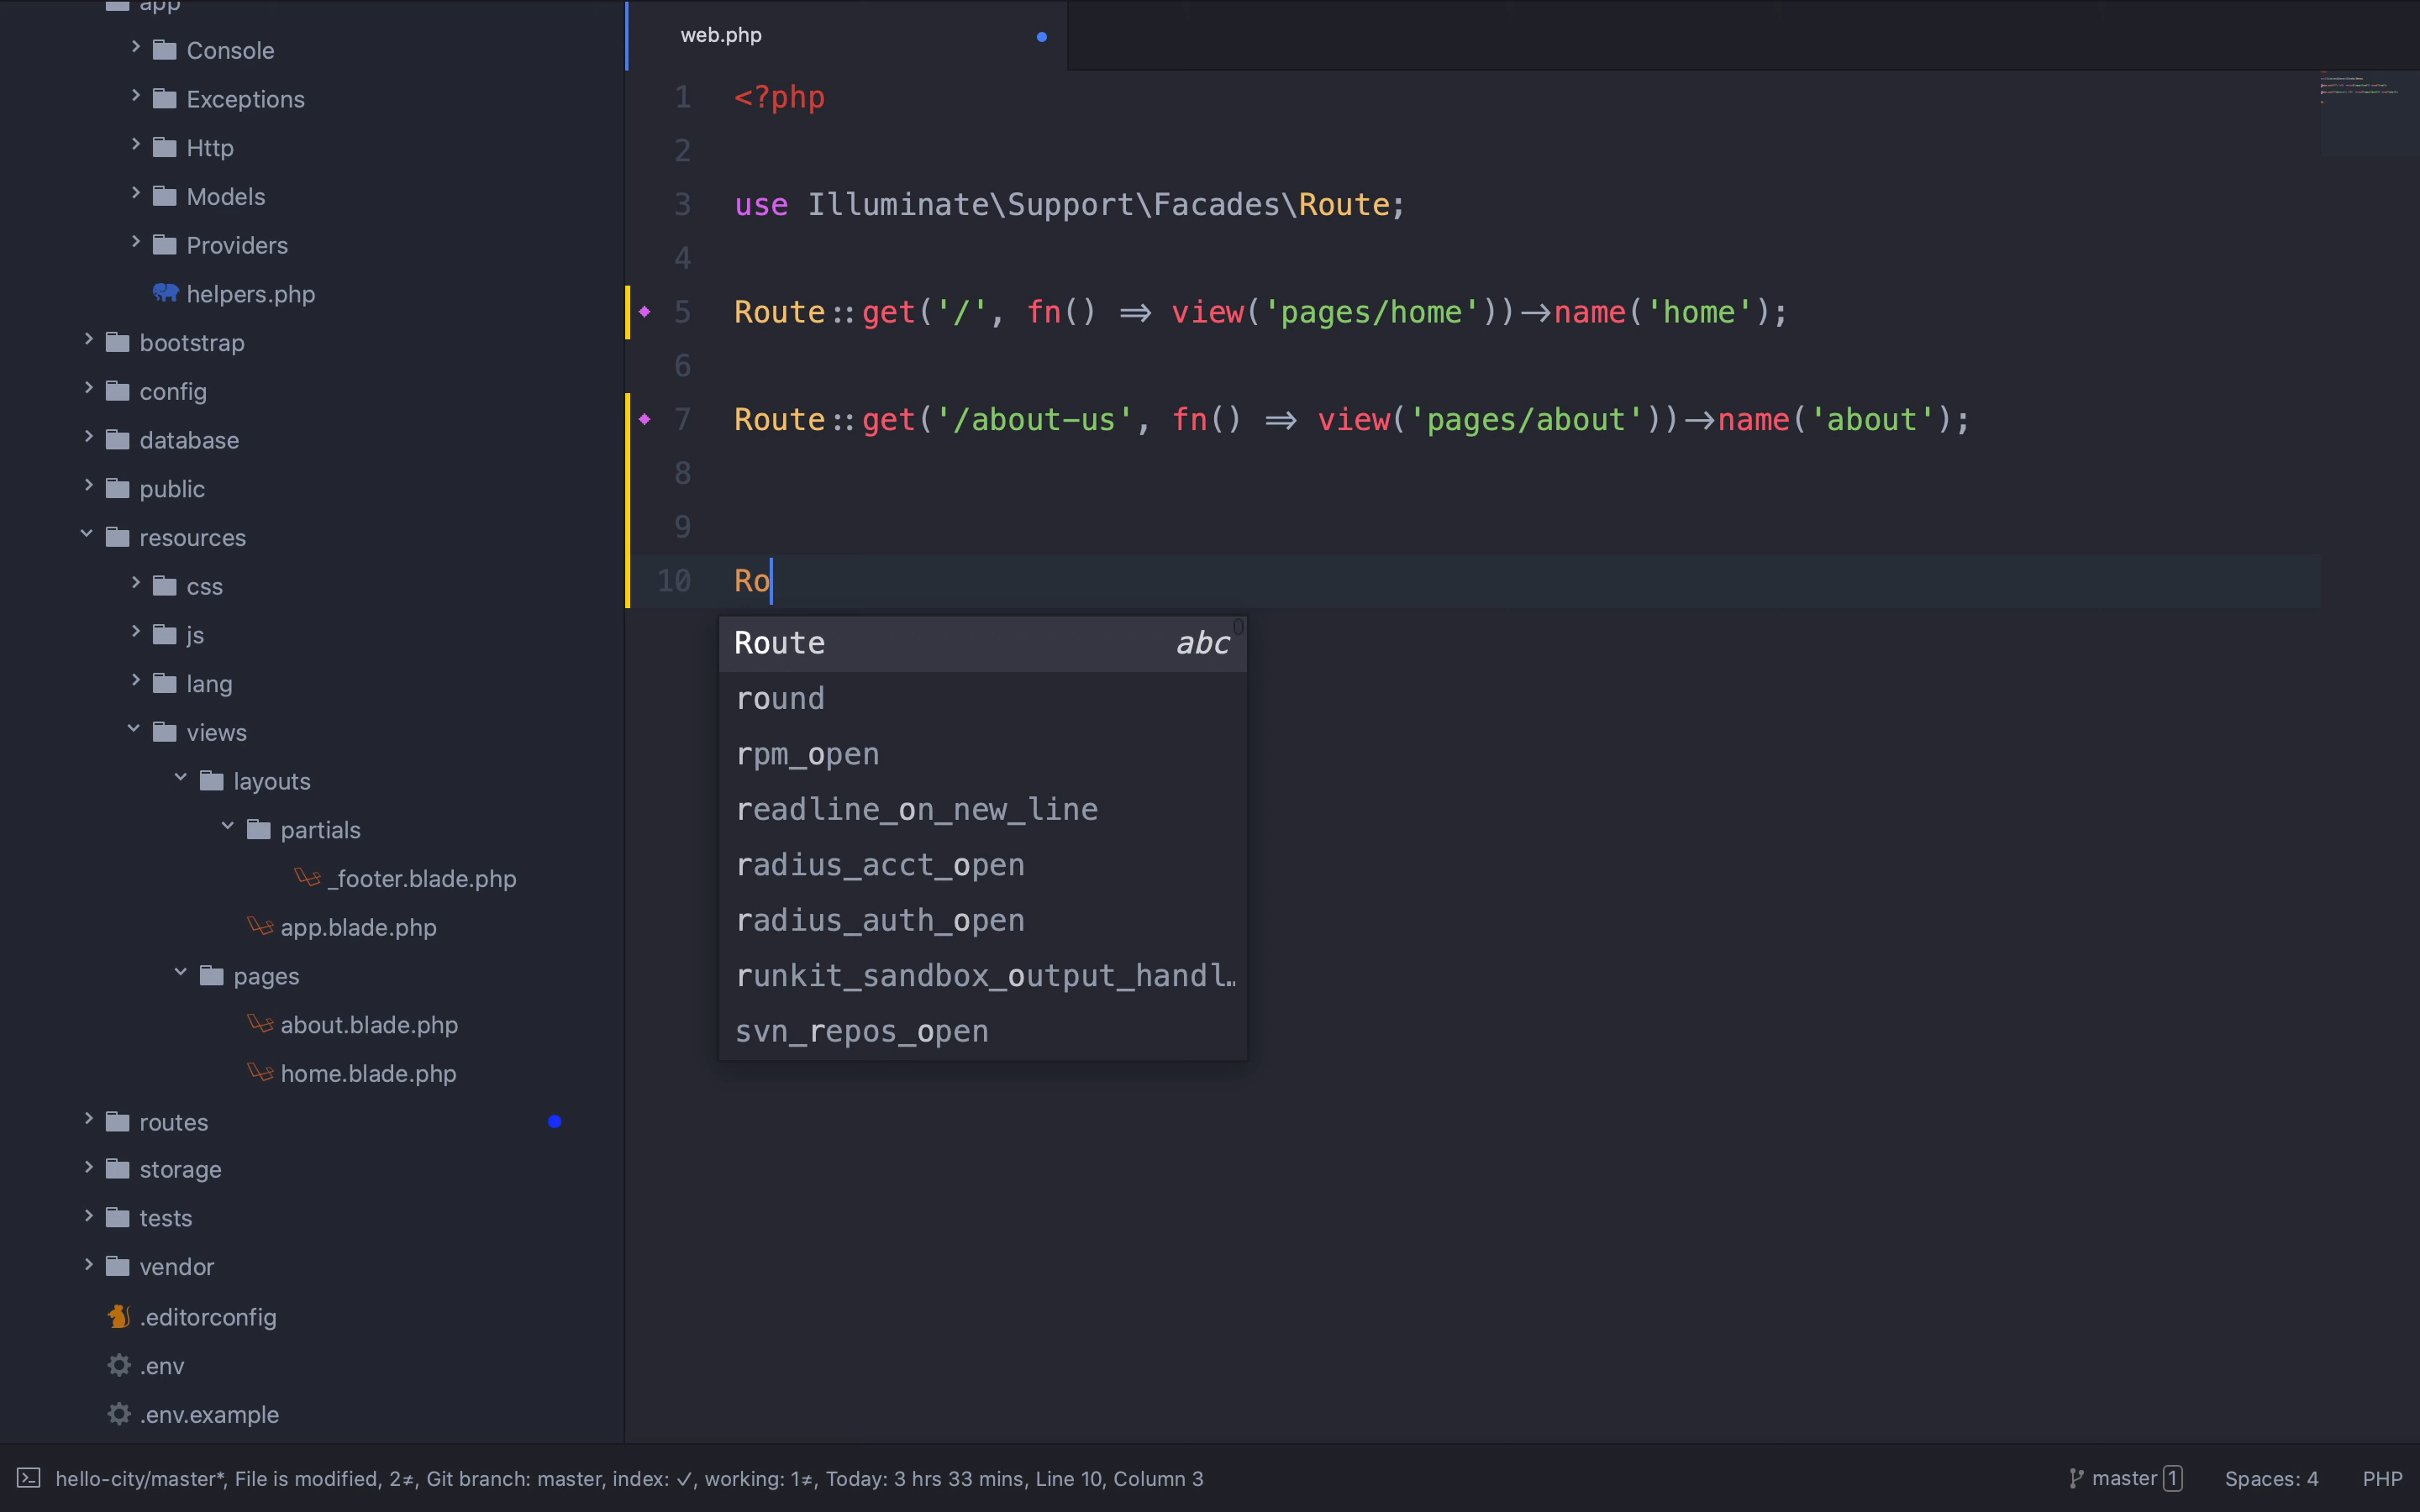 app
Console
Exceptions
Http
Models
Providers
helpers.php
bootstrap
config
database
public
resources
css
js
lang
views
layouts
partials
_footer.blade.php
app.blade.php
pages
about.blade.php
home.blade.php
routes
storage
tests
vendor
.editorconfig
.env
.env.example
web.php
1 <?php
2
3 use Illuminate\Support\Facades\Route;
4
5 Route::get('/', fn() => view('pages/home'))->name('home');
6
7 Route::get('/about-us', fn() => view('pages/about'))->name('about');
8
9
10 Ro
Route abc
round
rpm_open
readline_on_new_line
radius_acct_open
radius_auth_open
runkit_sandbox_output_handl…
svn_repos_open
hello-city/master*, File is modified, 2≠, Git branch: master, index: ✓, working: 1≠, Today: 3 hrs 33 mins, Line 10, Column 3
master 1 Spaces: 4 PHP